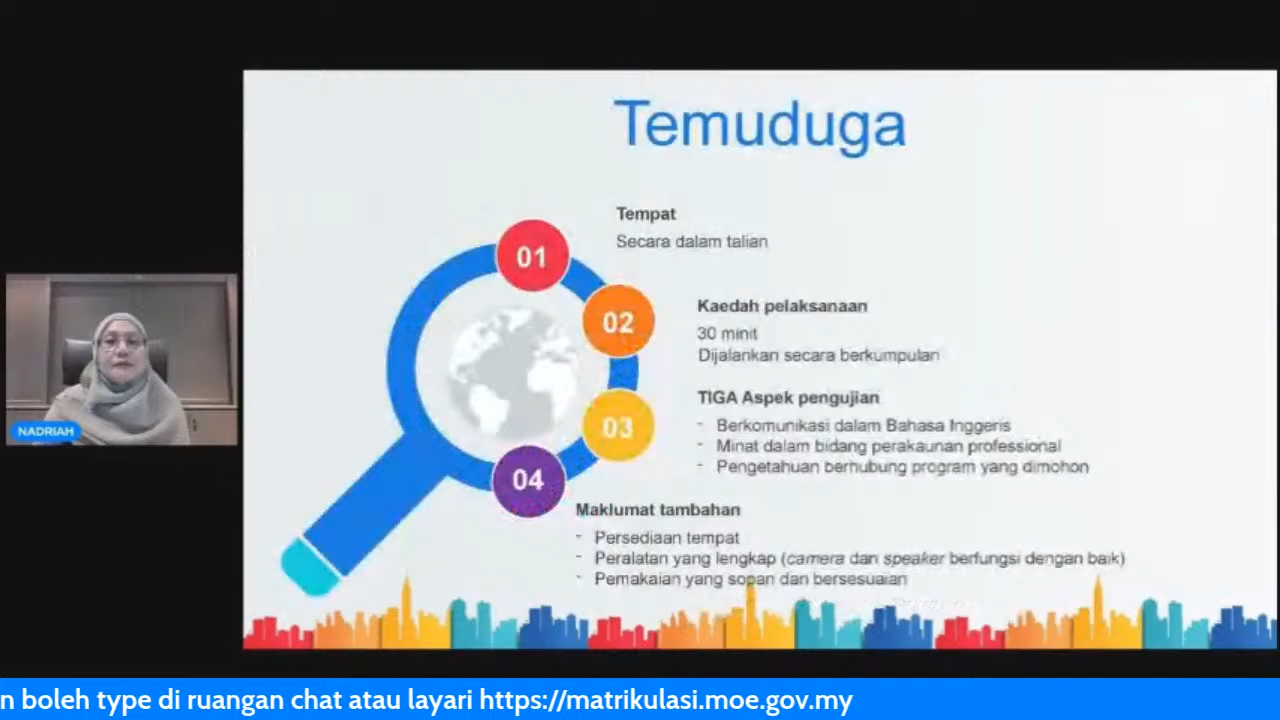 Temuduga
01
Tempat
Secara dalam talian
02
Kaedah pelaksanaan
30 minit
Dijalankan secara berkumpulan
03
TIGA Aspek pengujian
- Berkomunikasi dalam Bahasa Inggeris
- Minat dalam bidang perakaunan professional
- Pengetahuan berhubung program yang dimohon
04
Maklumat tambahan
- Persediaan tempat
- Peralatan yang lengkap (camera dan speaker berfungsi dengan baik)
- Pemakaian yang sopan dan bersesuaian
NADRIAH
n boleh type di ruangan chat atau layari https://matrikulasi.moe.gov.my